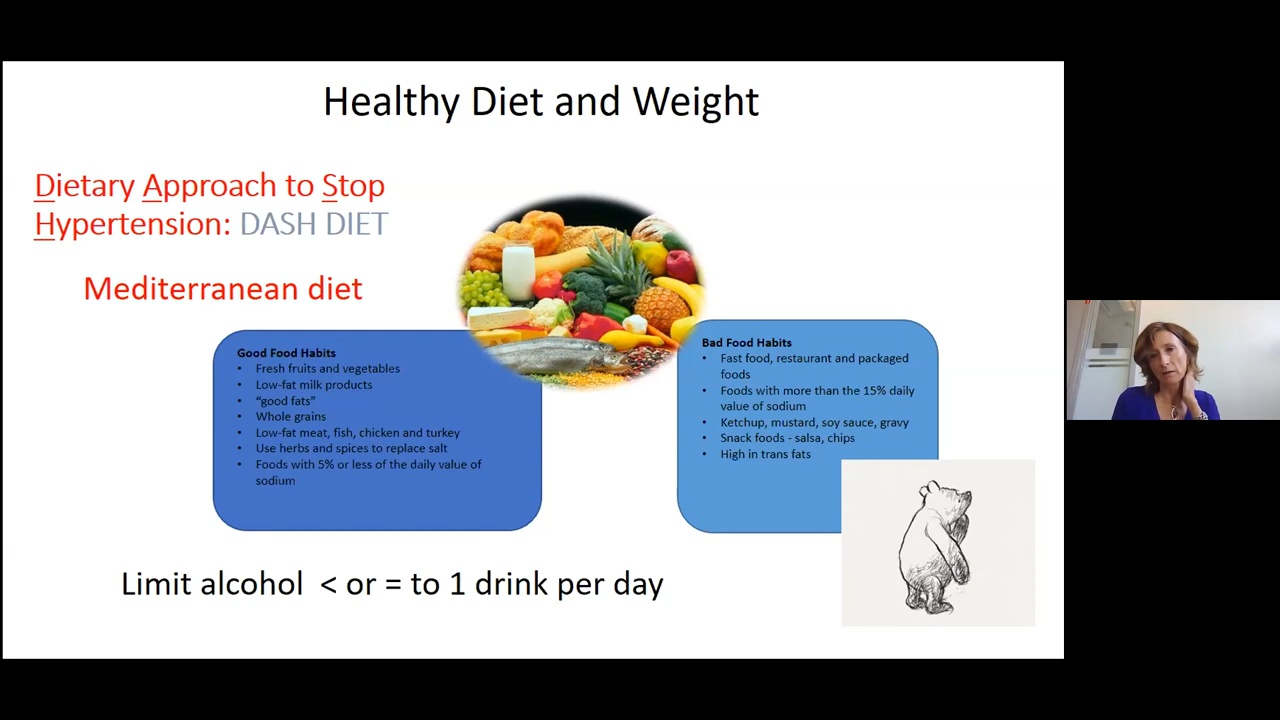 Healthy Diet and Weight
Dietary Approach to Stop
Hypertension: DASH DIET
Mediterranean diet
Good Food Habits
• Fresh fruits and vegetables
• Low-fat milk products
• “good fats”
• Whole grains
• Low-fat meat, fish, chicken and turkey
• Use herbs and spices to replace salt
• Foods with 5% or less of the daily value of
sodium
Bad Food Habits
• Fast food, restaurant and packaged
foods
• Foods with more than the 15% daily
value of sodium
• Ketchup, mustard, soy sauce, gravy
• Snack foods - salsa, chips
• High in trans fats
Limit alcohol < or = to 1 drink per day